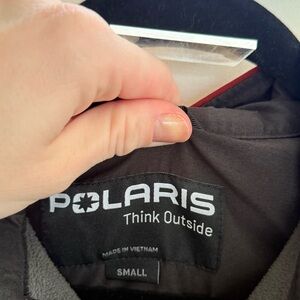 POLARIS
Think Outside
MADE IN VIETNAM
SMALL